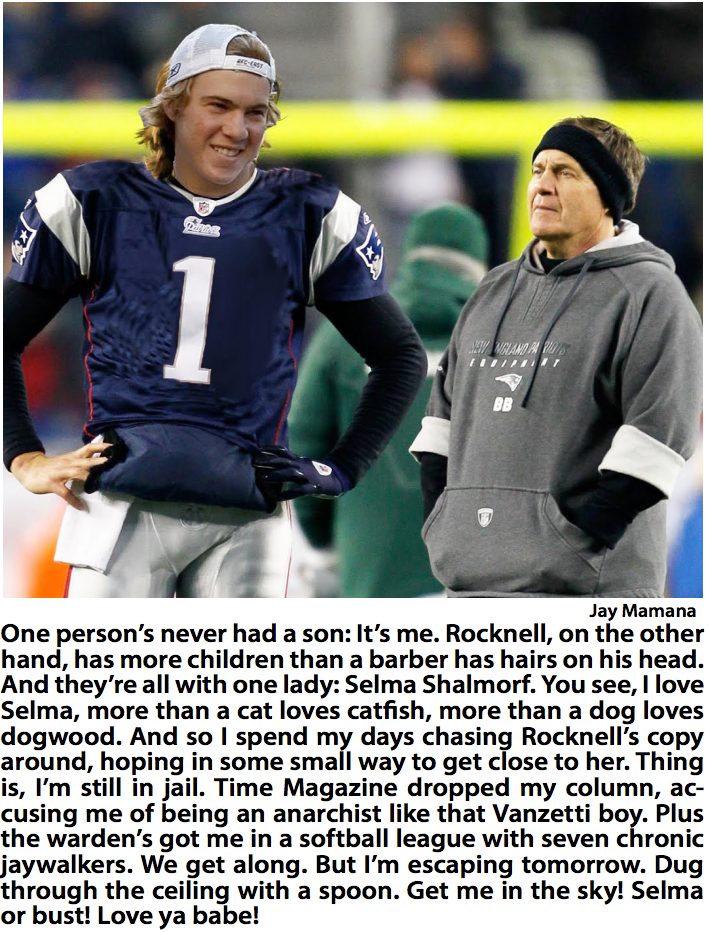 AFC-EAST
Patriots
1
NEW ENGLAND PATRIOTS
EQUIPMENT
BB
Jay Mamana
One person’s never had a son: It’s me. Rocknell, on the other
hand, has more children than a barber has hairs on his head.
And they’re all with one lady: Selma Shalmorf. You see, I love
Selma, more than a cat loves catfish, more than a dog loves
dogwood. And so I spend my days chasing Rocknell’s copy
around, hoping in some small way to get close to her. Thing
is, I’m still in jail. Time Magazine dropped my column, ac-
cusing me of being an anarchist like that Vanzetti boy. Plus
the warden’s got me in a softball league with seven chronic
jaywalkers. We get along. But I’m escaping tomorrow. Dug
through the ceiling with a spoon. Get me in the sky! Selma
or bust! Love ya babe!